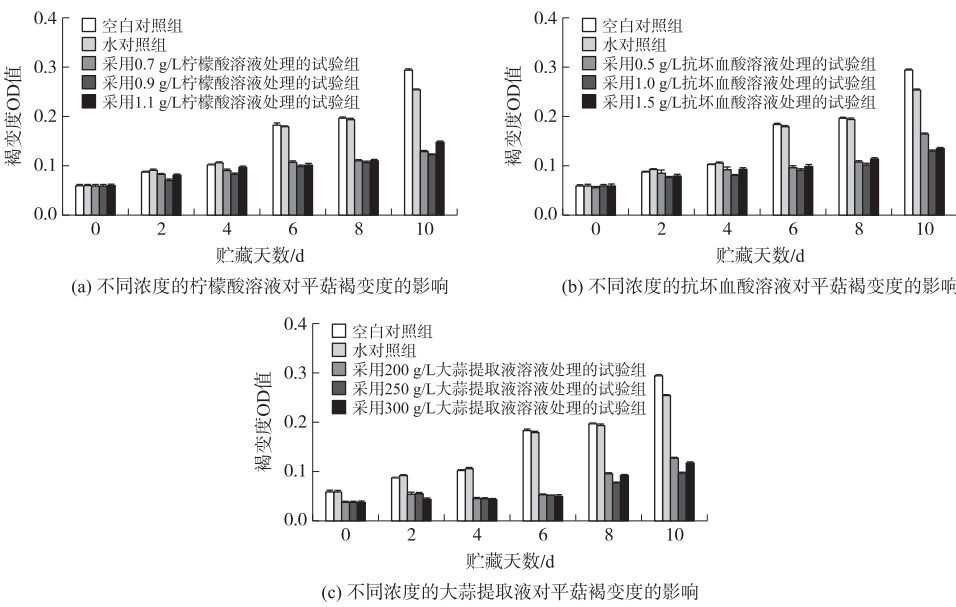 0.4
0.3
0.2
0.1
0.0
褐变度OD值
空白对照组
水对照组
采用0.7 g/L柠檬酸溶液处理的试验组
采用0.9 g/L柠檬酸溶液处理的试验组
采用1.1 g/L柠檬酸溶液处理的试验组
0 2 4 6 8 10
贮藏天数/d
(a) 不同浓度的柠檬酸溶液对平菇褐变度的影响
0.4
0.3
0.2
0.1
0.0
褐变度OD值
空白对照组
水对照组
采用0.5 g/L抗坏血酸溶液处理的试验组
采用1.0 g/L抗坏血酸溶液处理的试验组
采用1.5 g/L抗坏血酸溶液处理的试验组
0 2 4 6 8 10
贮藏天数/d
(b) 不同浓度的抗坏血酸溶液对平菇褐变度的影响
0.4
0.3
0.2
0.1
0.0
褐变度OD值
空白对照组
水对照组
采用200 g/L大蒜提取液溶液处理的试验组
采用250 g/L大蒜提取液溶液处理的试验组
采用300 g/L大蒜提取液溶液处理的试验组
0 2 4 6 8 10
贮藏天数/d
(c) 不同浓度的大蒜提取液对平菇褐变度的影响